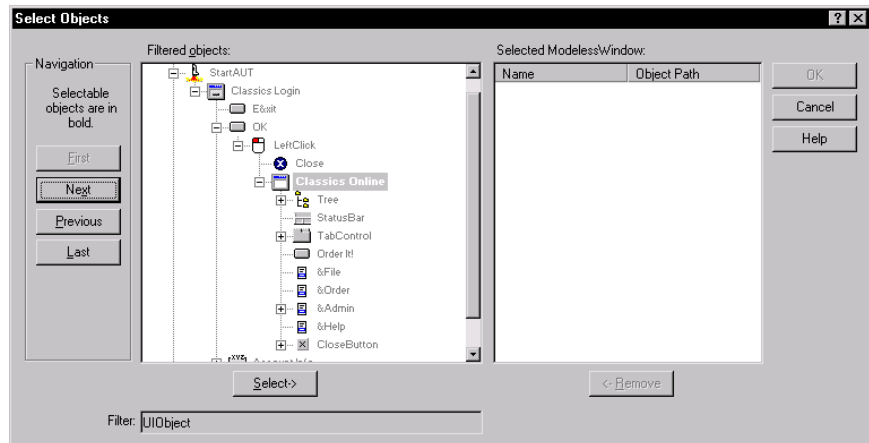 Select Objects
Navigation
Selectable
objects are in
bold.
First
Next
Previous
Last
Filtered objects:
StartAUT
Classics Login
E&xit
OK
LeftClick
Close
Classics Online
Tree
StatusBar
TabControl
Order It!
&File
&Order
&Admin
&Help
CloseButton
Select->
Selected ModelessWindow:
Name Object Path
<- Remove
OK
Cancel
Help
Filter: UIObject